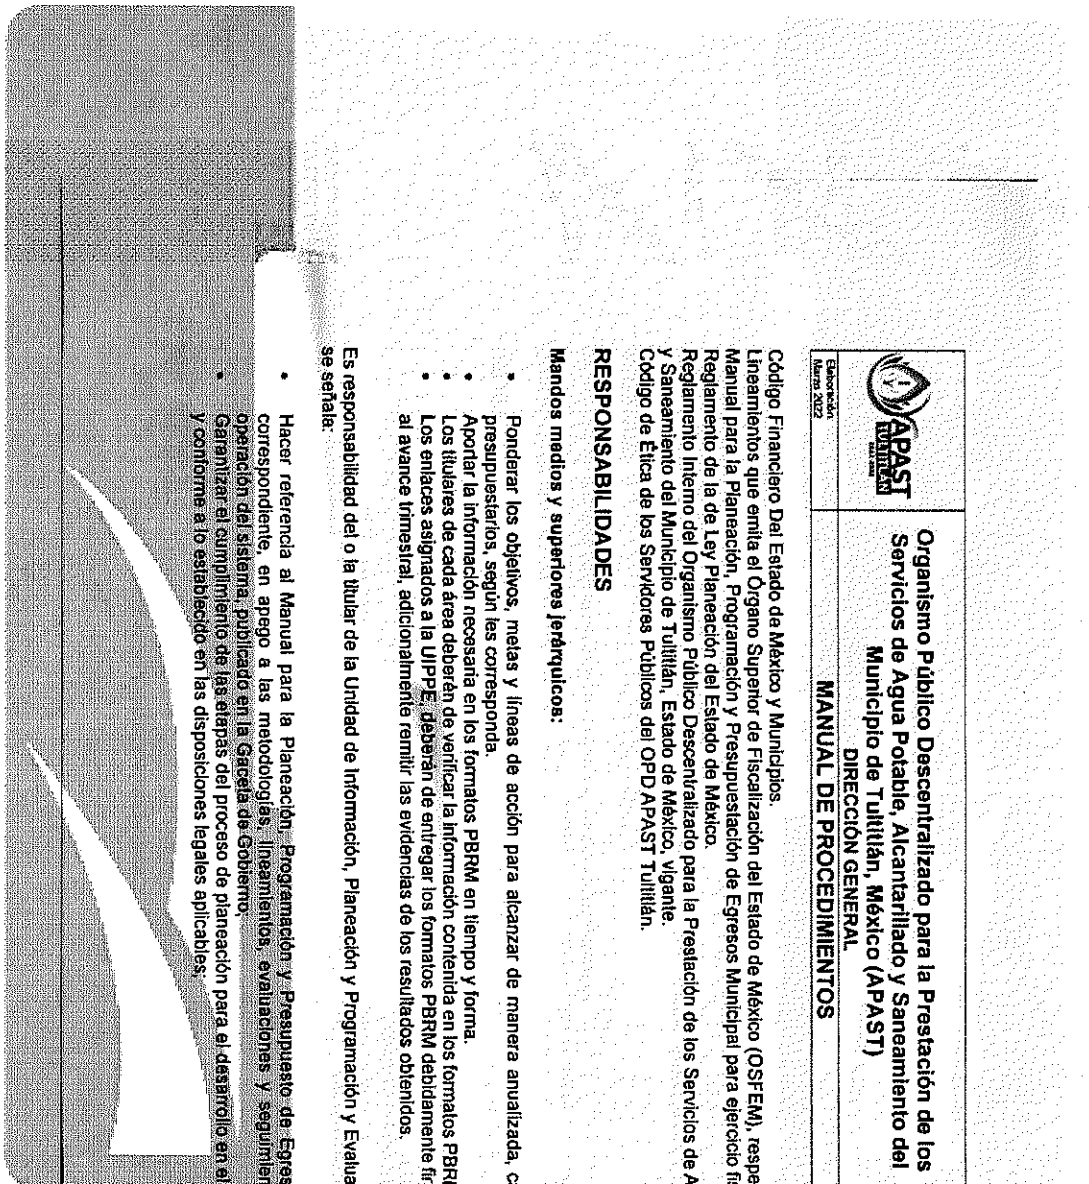 APAST
TULTITLÁN
Elaboración:
Marzo 2022
Organismo Público Descentralizado para la Prestación de los
Servicios de Agua Potable, Alcantarillado y Saneamiento del
Municipio de Tultitlán, México (APAST)
DIRECCIÓN GENERAL
MANUAL DE PROCEDIMIENTOS
Código Financiero Del Estado de México y Municipios.
Lineamientos que emita el Órgano Superior de Fiscalización del Estado de México (OSFEM), respe
Manual para la Planeación, Programación y Presupuestación de Egresos Municipal para ejercicio fis
Reglamento de la de Ley Planeación del Estado de México.
Reglamento Interno del Organismo Público Descentralizado para la Prestación de los Servicios de A
y Saneamiento del Municipio de Tultitlán, Estado de México, vigente.
Código de Ética de los Servidores Públicos del OPD APAST Tultitlán.
RESPONSABILIDADES
Mandos medios y superiores jerárquicos:
• Ponderar los objetivos, metas y líneas de acción para alcanzar de manera anualizada, c
presupuestarios, según les corresponda.
• Aportar la información necesaria en los formatos PBRM en tiempo y forma.
• Los titulares de cada área deberán de verificar la información contenida en los formatos PBR
• Los enlaces asignados a la UIPPE, deberán de entregar los formatos PBRM debidamente fir
al avance trimestral, adicionalmente remitir las evidencias de los resultados obtenidos.
Es responsabilidad del o la titular de la Unidad de Información, Planeación y Programación y Evalua
se señala:
• Hacer referencia al Manual para la Planeación, Programación y Presupuesto de Egres
correspondiente, en apego a las metodologías, lineamientos, evaluaciones y seguimien
operación del sistema, publicado en la Gaceta de Gobierno;
• Garantizar el cumplimiento de las etapas del proceso de planeación para el desarrollo en el
y conforme a lo establecido en las disposiciones legales aplicables;